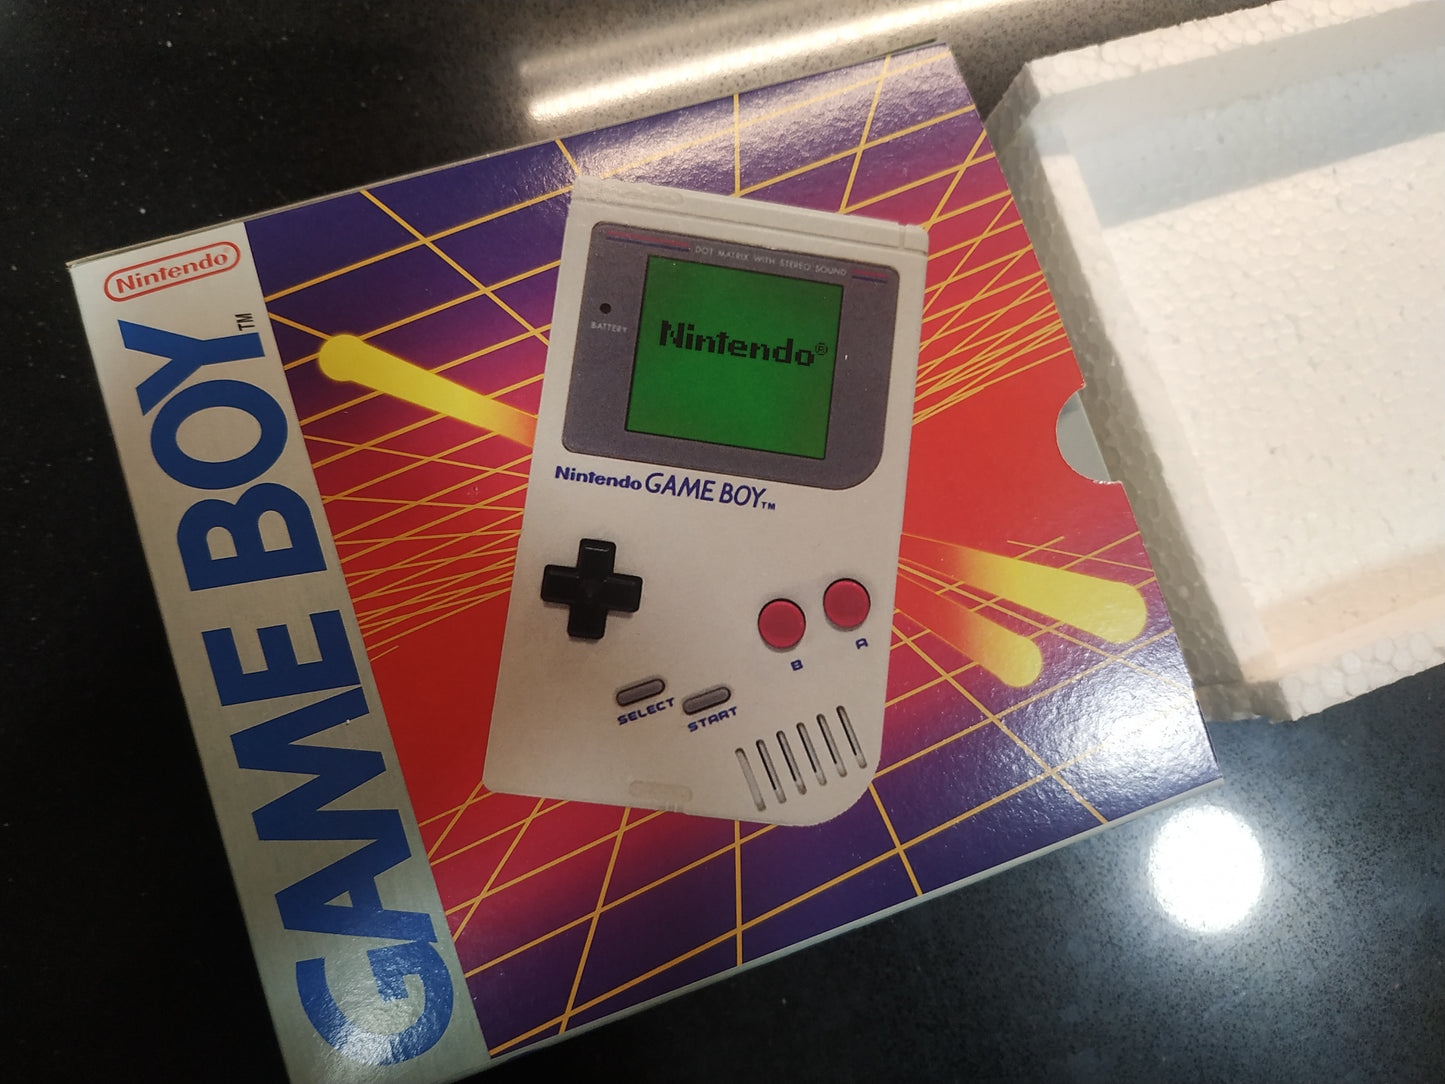 Nintendo
GAME BOY™
DOT MATRIX WITH STEREO SOUND
BATTERY
Nintendo®
Nintendo GAME BOY™
B
A
SELECT
START